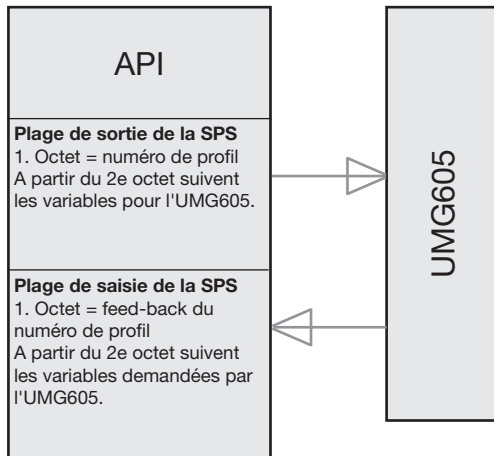 API
Plage de sortie de la SPS
1. Octet = numéro de profil
A partir du 2e octet suivent
les variables pour l'UMG605.
Plage de saisie de la SPS
1. Octet = feed-back du
numéro de profil
A partir du 2e octet suivent
les variables demandées par
l'UMG605.
UMG605